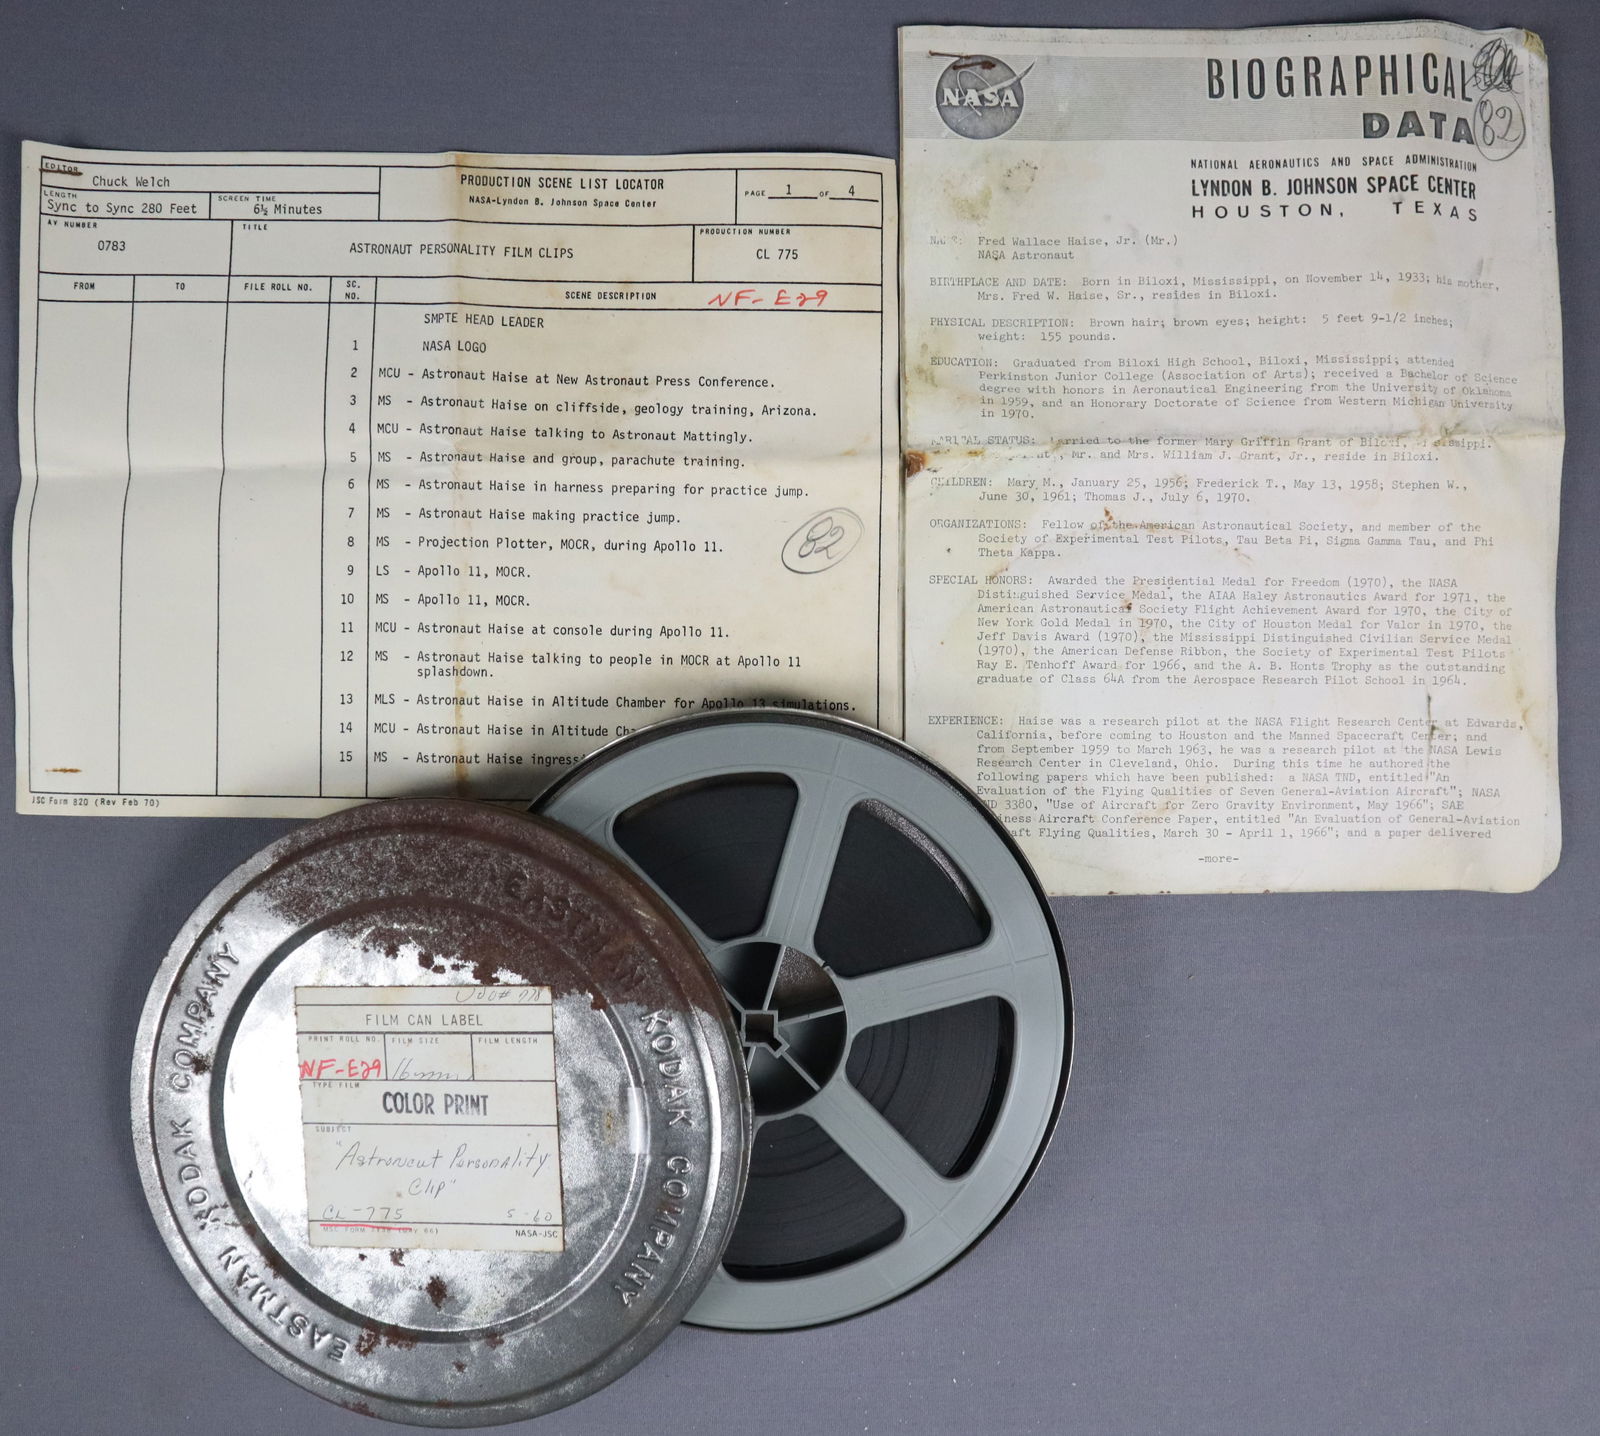 EDITOR
Chuck Welch
LENGTH
Sync to Sync 280 Feet
SCREEN TIME
6½ Minutes
PRODUCTION SCENE LIST LOCATOR
NASA-Lyndon B. Johnson Space Center
PAGE 1 OF 4
AV NUMBER
0783
TITLE
ASTRONAUT PERSONALITY FILM CLIPS
PRODUCTION NUMBER
CL 775
FROM
TO
FILE ROLL NO.
SC. NO.
SCENE DESCRIPTION
NF-E29
SMPTE HEAD LEADER
1 NASA LOGO
2 MCU - Astronaut Haise at New Astronaut Press Conference.
3 MS - Astronaut Haise on cliffside, geology training, Arizona.
4 MCU - Astronaut Haise talking to Astronaut Mattingly.
5 MS - Astronaut Haise and group, parachute training.
6 MS - Astronaut Haise in harness preparing for practice jump.
7 MS - Astronaut Haise making practice jump.
8 MS - Projection Plotter, MOCR, during Apollo 11.
9 LS - Apollo 11, MOCR.
10 MS - Apollo 11, MOCR.
11 MCU - Astronaut Haise at console during Apollo 11.
12 MS - Astronaut Haise talking to people in MOCR at Apollo 11
splashdown.
13 MLS - Astronaut Haise in Altitude Chamber for Apollo 13 simulations.
14 MCU - Astronaut Haise in Altitude
15 MS - Astronaut Haise
82
JSC Form 820 (Rev Feb 70)
NASA
BIOGRAPHICAL
DATA
82
NATIONAL AERONAUTICS AND SPACE ADMINISTRATION
LYNDON B. JOHNSON SPACE CENTER
HOUSTON, TEXAS
NAME: Fred Wallace Haise, Jr. (Mr.)
NASA Astronaut
BIRTHPLACE AND DATE: Born in Biloxi, Mississippi, on November 14, 1933; his mother,
Mrs. Fred W. Haise, Sr., resides in Biloxi.
PHYSICAL DESCRIPTION: Brown hair; brown eyes; height: 5 feet 9-1/2 inches;
weight: 155 pounds.
EDUCATION: Graduated from Biloxi High School, Biloxi, Mississippi; attended
Perkinston Junior College (Association of Arts); received a Bachelor of Science
degree with honors in Aeronautical Engineering from the University of Oklahoma
in 1959, and an Honorary Doctorate of Science from Western Michigan University
in 1970.
MARITAL STATUS: Married to the former Mary Griffin Grant of Biloxi, Mississippi.
Mr. and Mrs. William J. Grant, Jr., reside in Biloxi.
CHILDREN: Mary M., January 25, 1956; Frederick T., May 13, 1958; Stephen W.,
June 30, 1961; Thomas J., July 6, 1970.
ORGANIZATIONS: Fellow of the American Astronautical Society, and member of the
Society of Experimental Test Pilots, Tau Beta Pi, Sigma Gamma Tau, and Phi
Theta Kappa.
SPECIAL HONORS: Awarded the Presidential Medal for Freedom (1970), the NASA
Distinguished Service Medal, the AIAA Haley Astronautics Award for 1971, the
American Astronautical Society Flight Achievement Award for 1970, the City of
New York Gold Medal in 1970, the City of Houston Medal for Valor in 1970, the
Jeff Davis Award (1970), the Mississippi Distinguished Civilian Service Medal
(1970), the American Defense Ribbon, the Society of Experimental Test Pilots
Ray E. Tenhoff Award for 1966, and the A. B. Honts Trophy as the outstanding
graduate of Class 64A from the Aerospace Research Pilot School in 1964.
EXPERIENCE: Haise was a research pilot at the NASA Flight Research Center at Edwards,
California, before coming to Houston and the Manned Spacecraft Center; and
from September 1959 to March 1963, he was a research pilot at the NASA Lewis
Research Center in Cleveland, Ohio. During this time he authored the
following papers which have been published: a NASA TND, entitled "An
Evaluation of the Flying Qualities of Seven General-Aviation Aircraft"; NASA
3380, "Use of Aircraft for Zero Gravity Environment, May 1966"; SAE
Aircraft Conference Paper, entitled "An Evaluation of General-Aviation
Flying Qualities, March 30 - April 1, 1966"; and a paper delivered
-more-
EASTMAN KODAK COMPANY
EASTMAN KODAK COMPANY
FILM CAN LABEL
PRINT ROLL NO.
NF-E29
FILM SIZE
16mm
FILM LENGTH
TYPE FILM
COLOR PRINT
SUBJECT
"Astronaut Personality
Clip"
CL-775
S-60
NASA-JSC